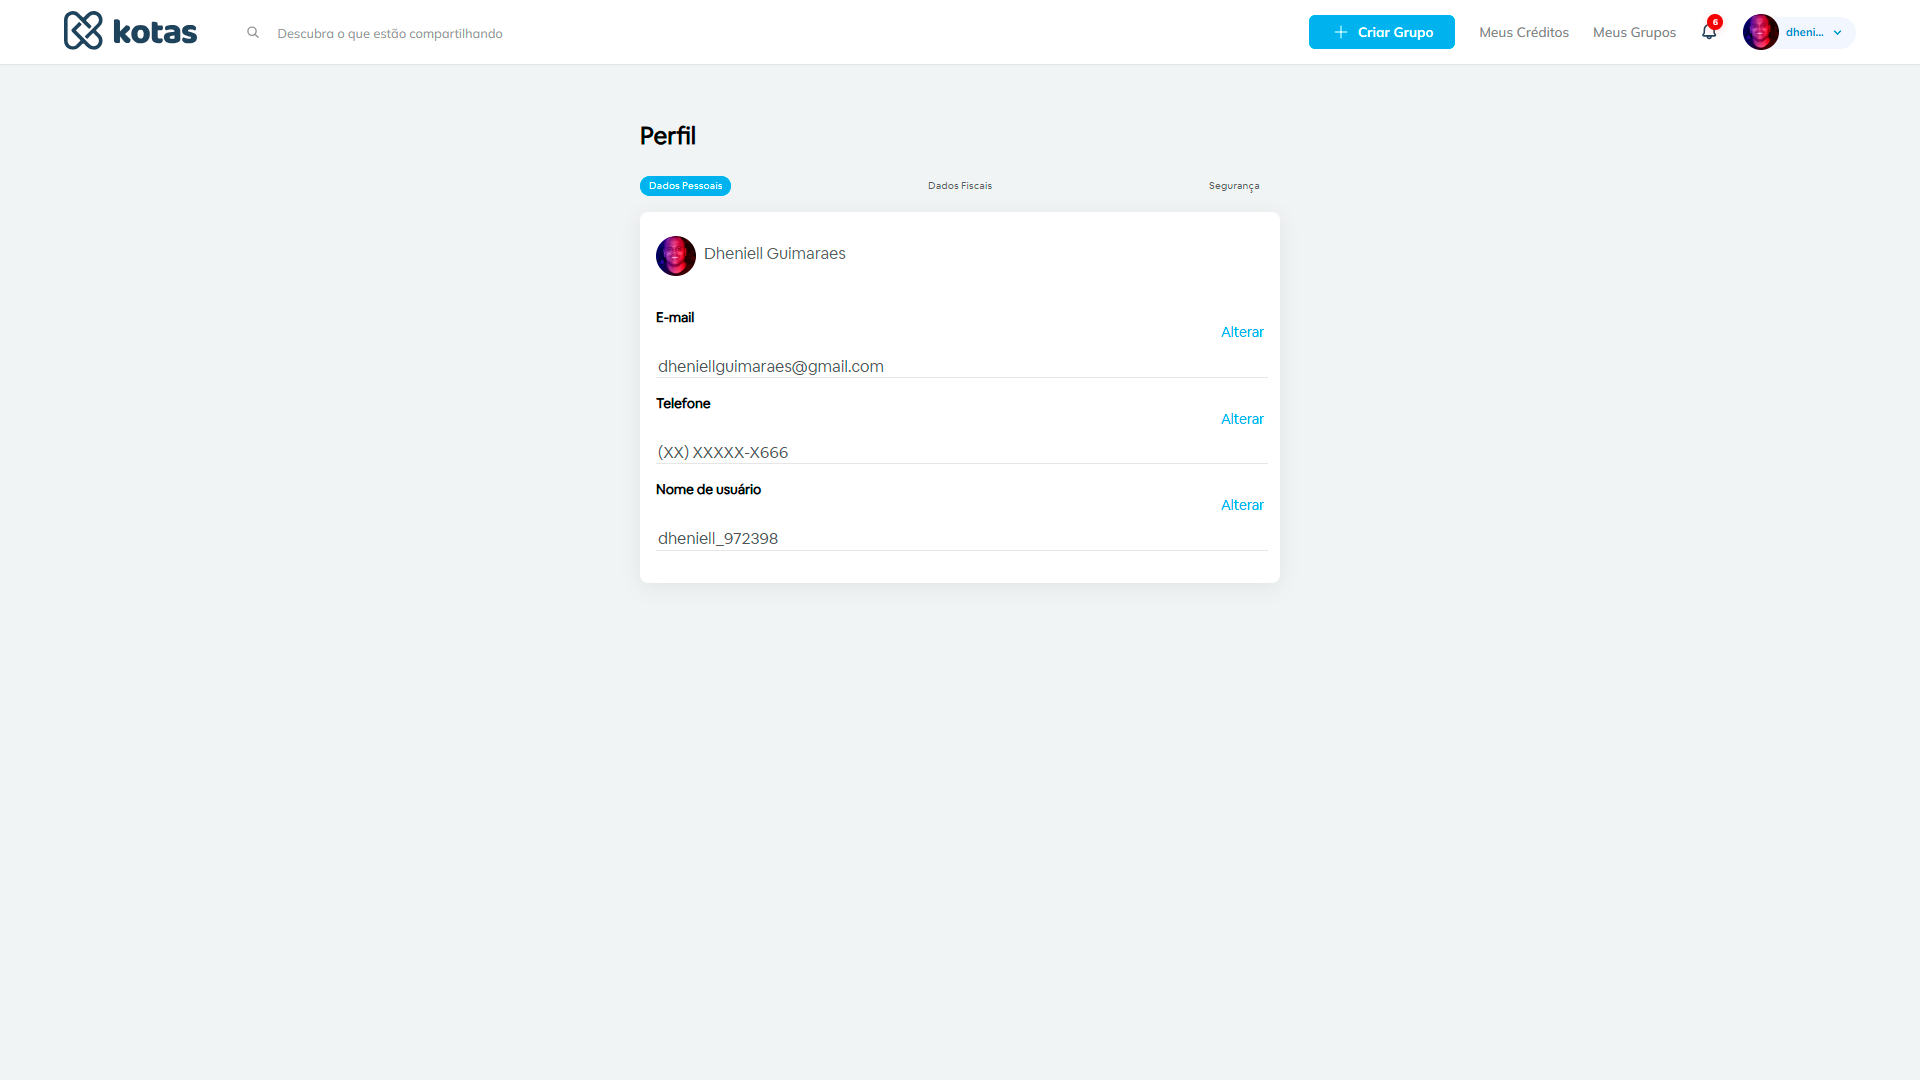 kotas
Descubra o que estão compartilhando
Criar Grupo
Meus Créditos
Meus Grupos
6
dheni...
Perfil
Dados Pessoais
Dados Fiscais
Segurança
Dheniell Guimaraes
E-mail
Alterar
dheniellguimaraes@gmail.com
Telefone
Alterar
(XX) XXXXX-X666
Nome de usuário
Alterar
dheniell_972398